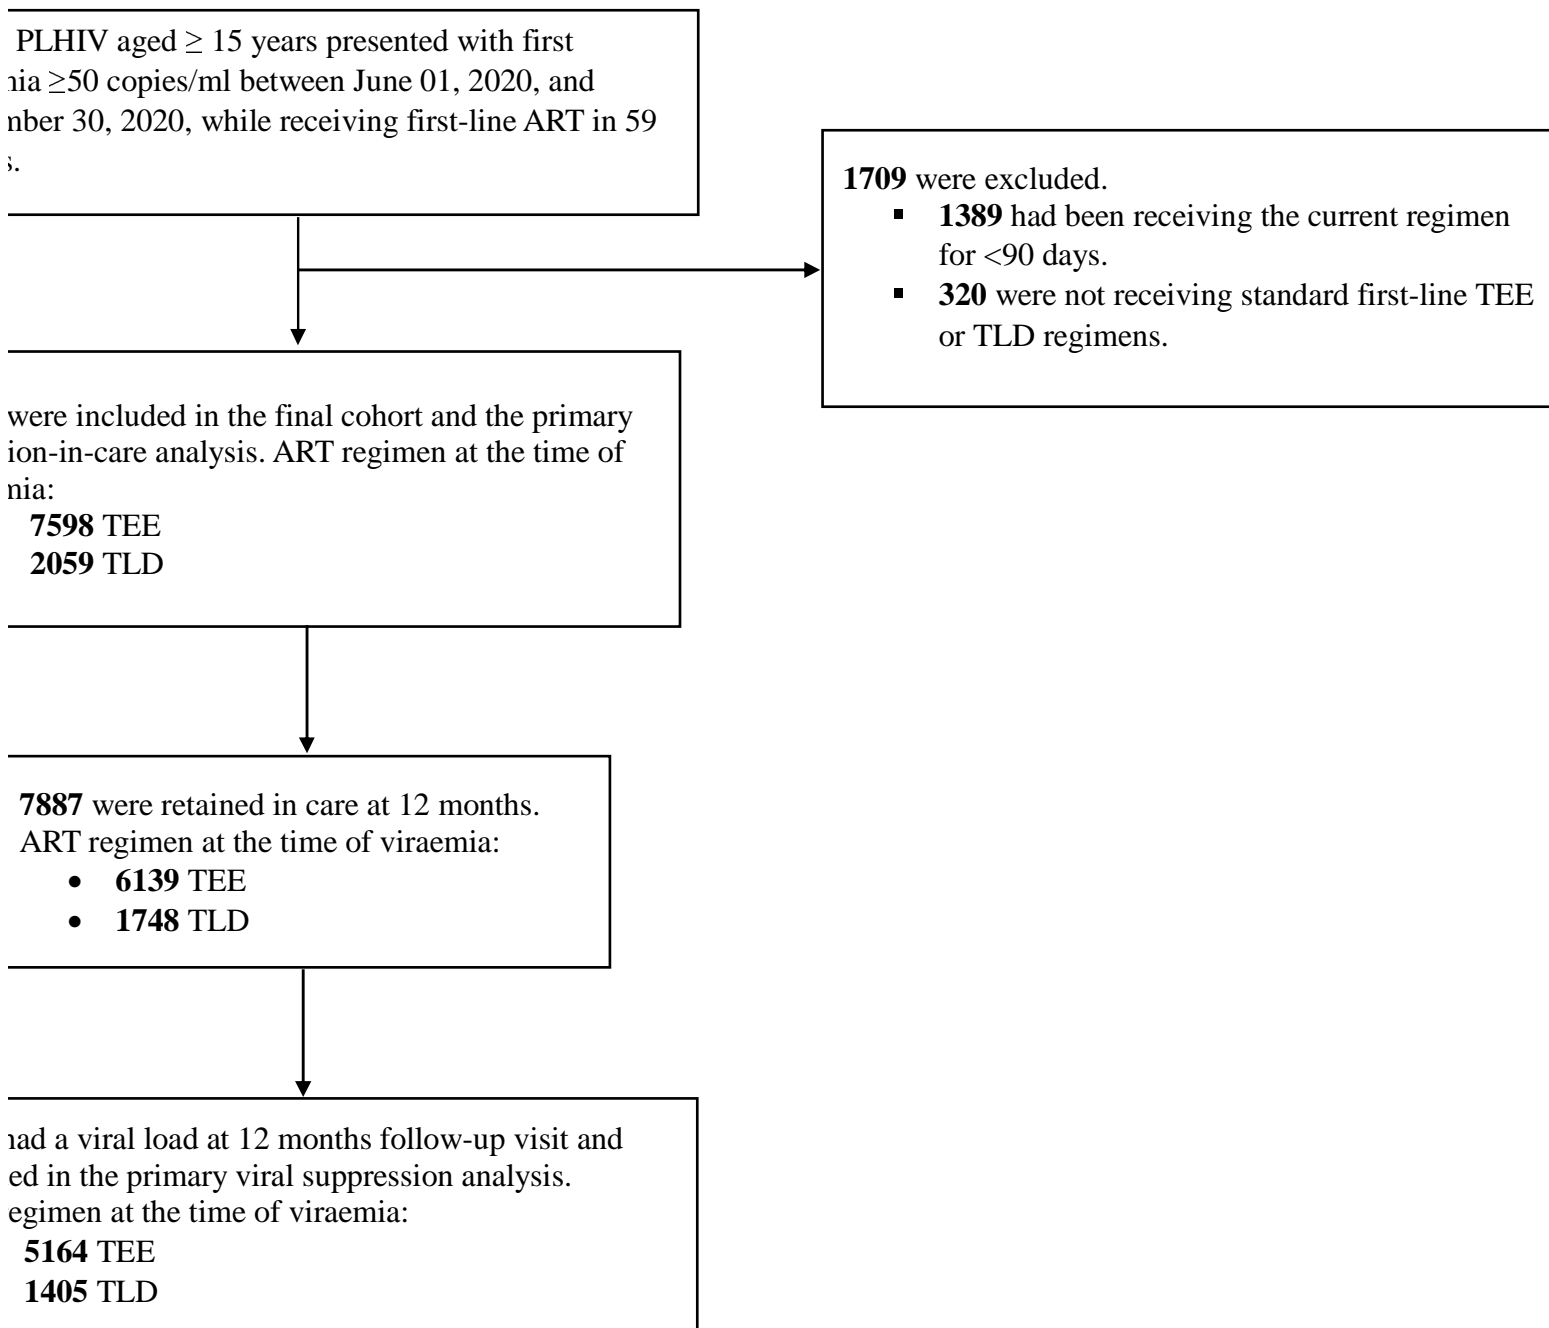 PLHIV aged ≥ 15 years presented with first
≥50 copies/ml between June 01, 2020, and
30, 2020, while receiving first-line ART in 59
1709 were excluded.
▪ 1389 had been receiving the current regimen
for <90 days.
▪ 320 were not receiving standard first-line TEE
or TLD regimens.
were included in the final cohort and the primary
ion-in-care analysis. ART regimen at the time of
mia:
7598 TEE
2059 TLD
7887 were retained in care at 12 months.
ART regimen at the time of viraemia:
• 6139 TEE
• 1748 TLD
had a viral load at 12 months follow-up visit and
ed in the primary viral suppression analysis.
egimen at the time of viraemia:
5164 TEE
1405 TLD